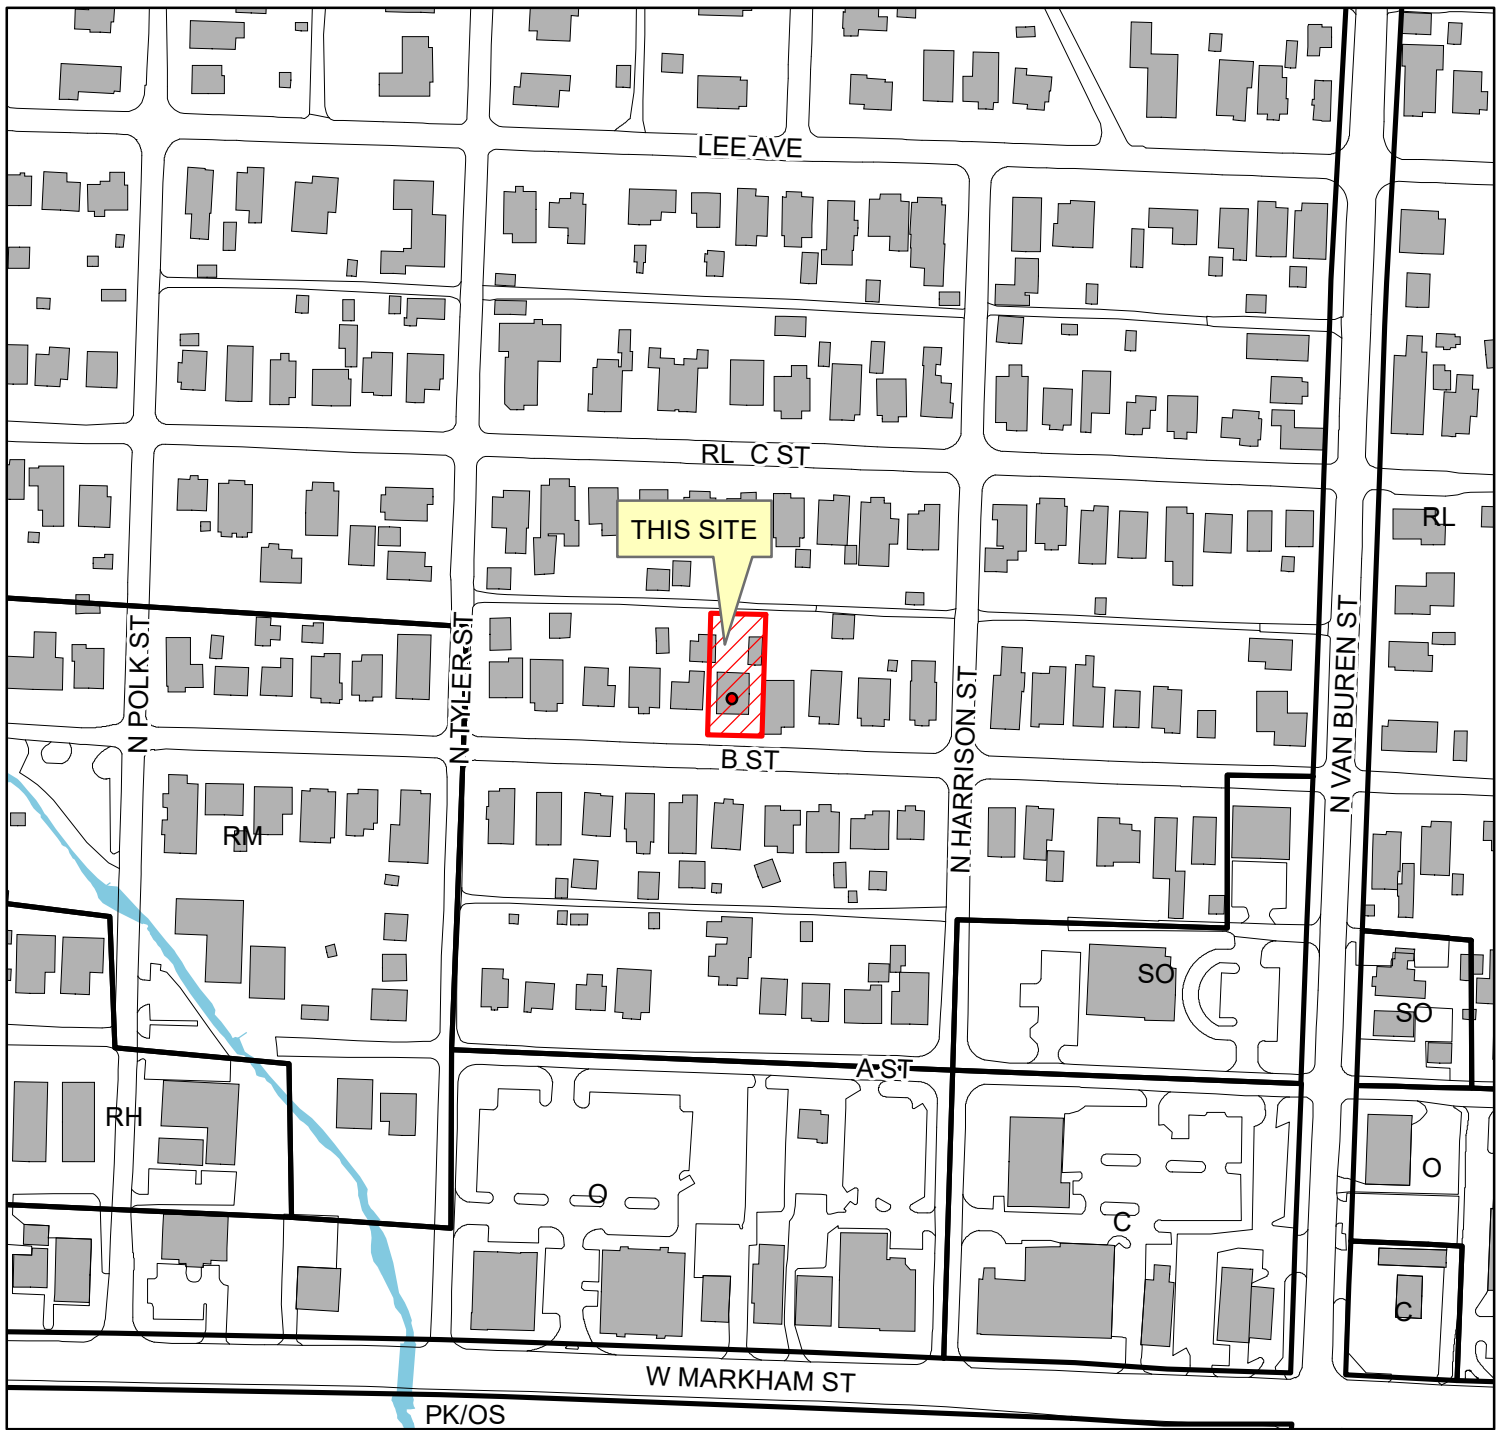 LEE AVE
RL C ST
THIS SITE
RL
N POLK ST
N TYLER ST
N HARRISON ST
N VAN BUREN ST
B ST
RM
SO
SO
A ST
RH
O
O
C
C
W MARKHAM ST
PK/OS